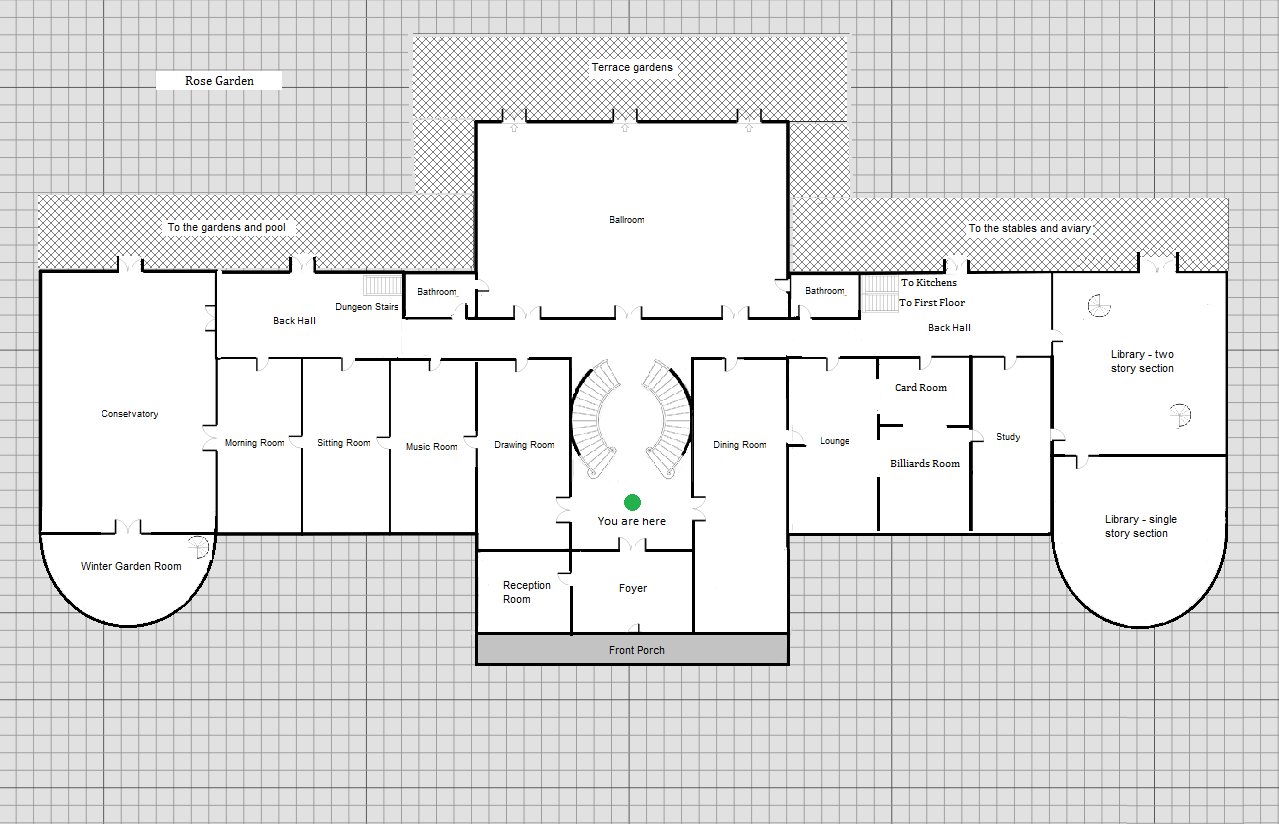 Terrace gardens
Rose Garden
Ballroom
To the gardens and pool
To the stables and aviary
To Kitchens
Bathroom
Bathroom
To First Floor
Dungeon Stairs
Back Hall
Back Hall
Library - two
story section
Card Room
Conservatory
Morning Room
Sitting Room
Music Room
Drawing Room
Dining Room
Lounge
Study
Billiards Room
You are here
Library - single
story section
Winter Garden Room
Reception
Room
Foyer
Front Porch